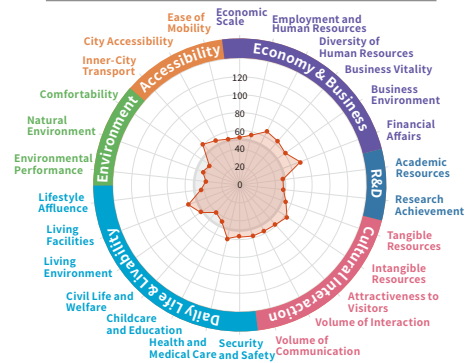 Economic
Scale
Employment and
Human Resources
Diversity of
Human Resources
Business Vitality
Business
Environment
Financial
Affairs
Academic
Resources
Research
Achievement
Tangible
Resources
Intangible
Resources
Attractiveness to
Visitors
Volume of Interaction
Volume of
Communication
Security
and Safety
Health and
Medical Care
Childcare
and Education
Civil Life and
Welfare
Living
Environment
Living
Facilities
Lifestyle
Affluence
Environmental
Performance
Natural
Environment
Comfortability
Inner-City
Transport
City Accessibility
Ease of
Mobility
Economy & Business
R&D
Cultural Interaction
Daily Life & Livability
Environment
Accessibility
120
100
80
60
40
20
0